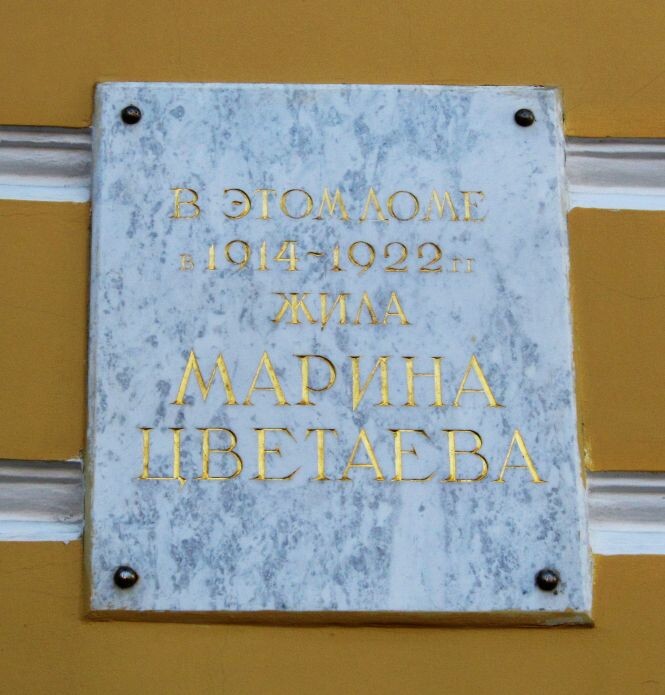 В ЭТОМ ДОМЕ
в 1914~1922 гг
ЖИЛА
МАРИНА
ЦВЕТАЕВА